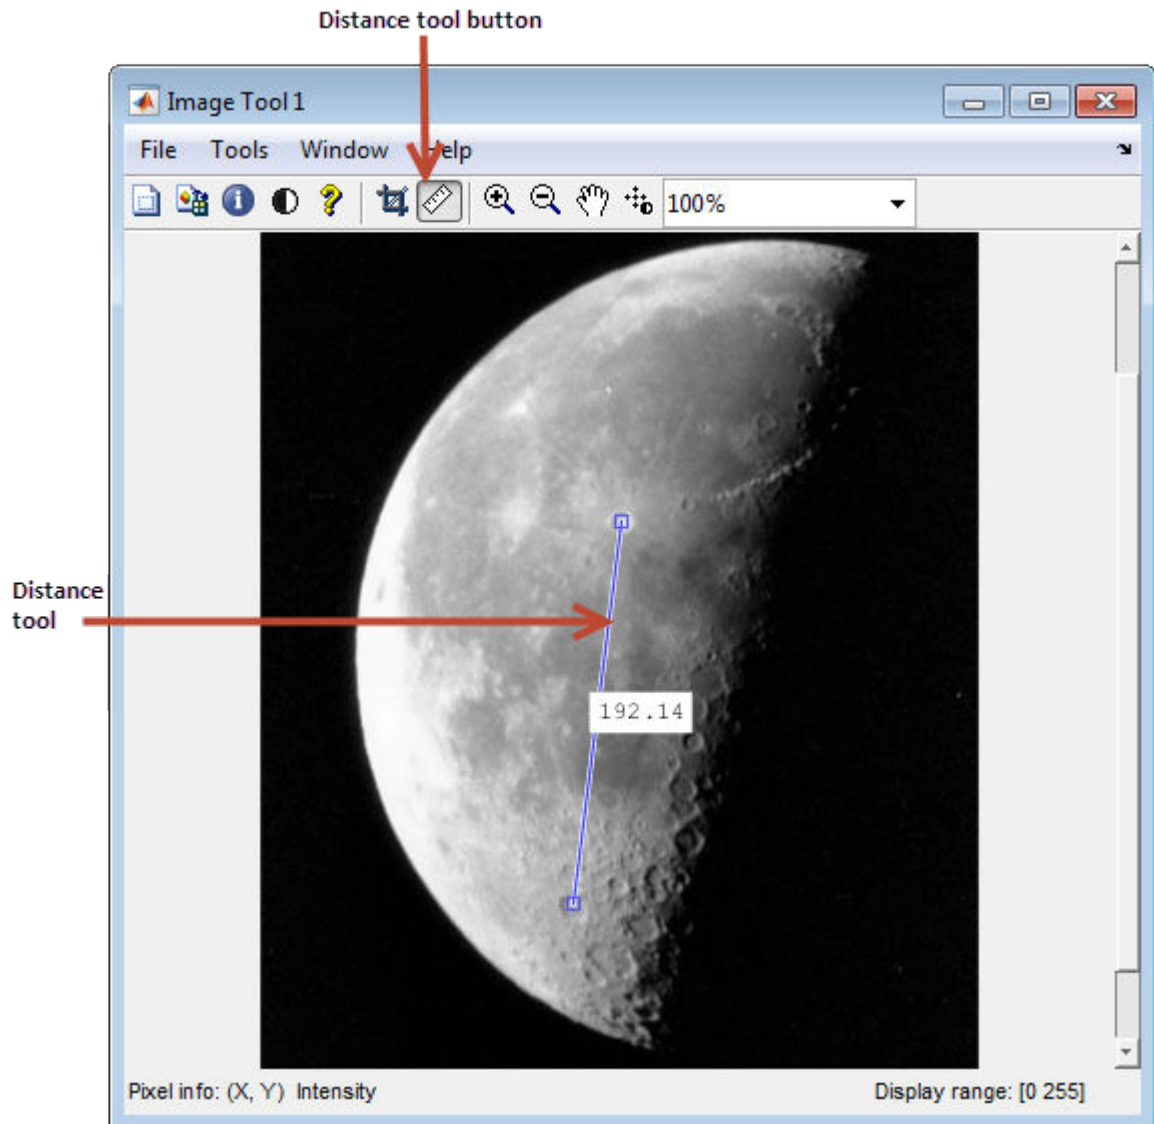 Distance tool button
Image Tool 1
File Tools Window Help
100%
Distance
tool
192.14
Pixel info: (X, Y) Intensity
Display range: [0 255]